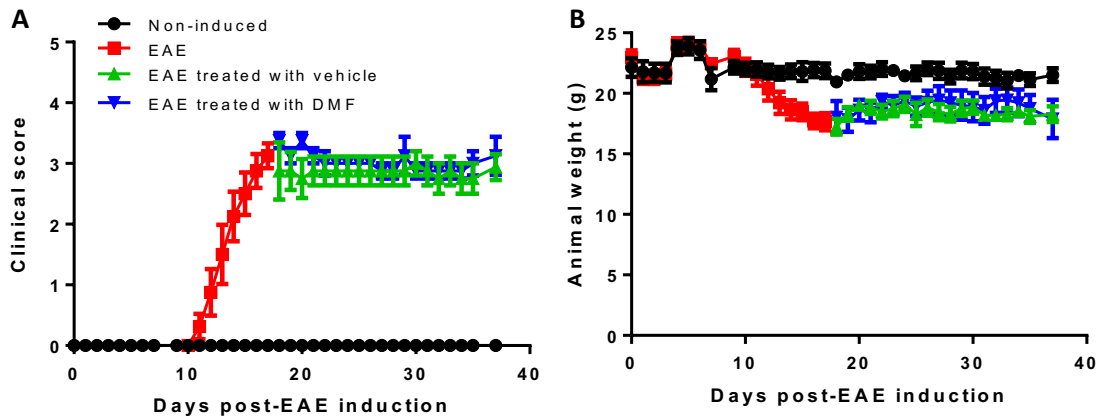 A
Non-induced
EAE
EAE treated with vehicle
EAE treated with DMF
Clinical score
5
4
3
2
1
0
0 10 20 30 40
Days post-EAE induction
B
Animal weight (g)
25
20
15
10
5
0
0 10 20 30 40
Days post-EAE induction